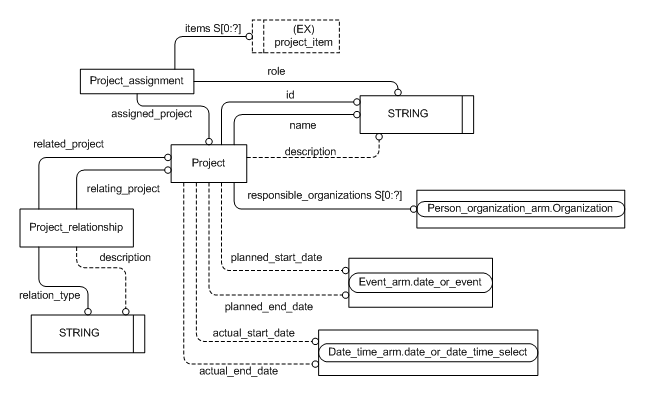 items S[0:?]
(EX)
project_item
Project_assignment
role
id
assigned_project
STRING
name
related_project
description
Project
relating_project
responsible_organizations S[0:?]
Person_organization_arm.Organization
Project_relationship
description
planned_start_date
Event_arm.date_or_event
relation_type
planned_end_date
STRING
actual_start_date
Date_time_arm.date_or_date_time_select
actual_end_date